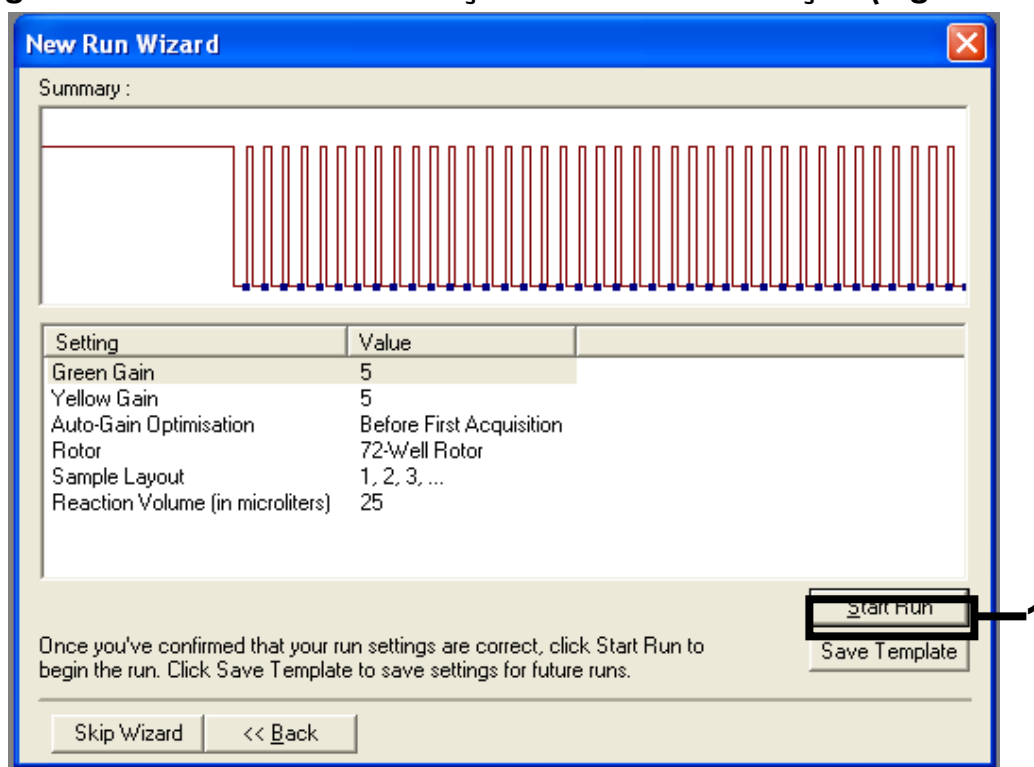 New Run Wizard
Summary :
Setting Value
Green Gain 5
Yellow Gain 5
Auto-Gain Optimisation Before First Acquisition
Rotor 72-Well Rotor
Sample Layout 1, 2, 3, ...
Reaction Volume (in microliters) 25
Start Run
1
Once you've confirmed that your run settings are correct, click Start Run to
begin the run. Click Save Template to save settings for future runs.
Save Template
Skip Wizard << Back